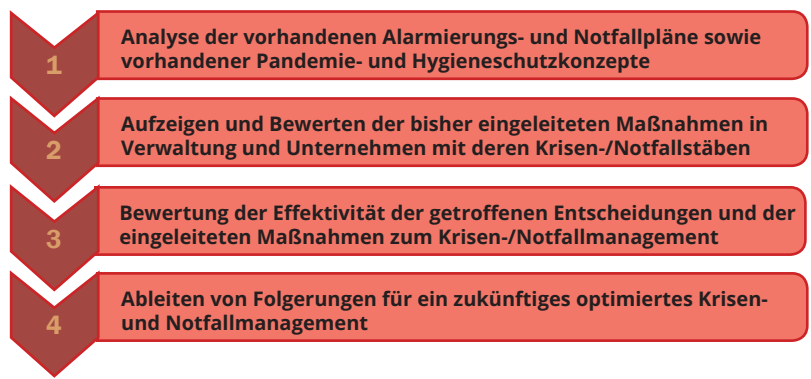 1
Analyse der vorhandenen Alarmierungs- und Notfallpläne sowie
vorhandener Pandemie- und Hygieneschutzkonzepte
2
Aufzeigen und Bewerten der bisher eingeleiteten Maßnahmen in
Verwaltung und Unternehmen mit deren Krisen-/Notfallstäben
3
Bewertung der Effektivität der getroffenen Entscheidungen und der
eingeleiteten Maßnahmen zum Krisen-/Notfallmanagement
4
Ableiten von Folgerungen für ein zukünftiges optimiertes Krisen-
und Notfallmanagement